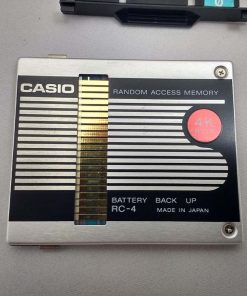 CASIO
RANDOM ACCESS MEMORY
4K
BATTERY BACK UP
RC-4
MADE IN JAPAN